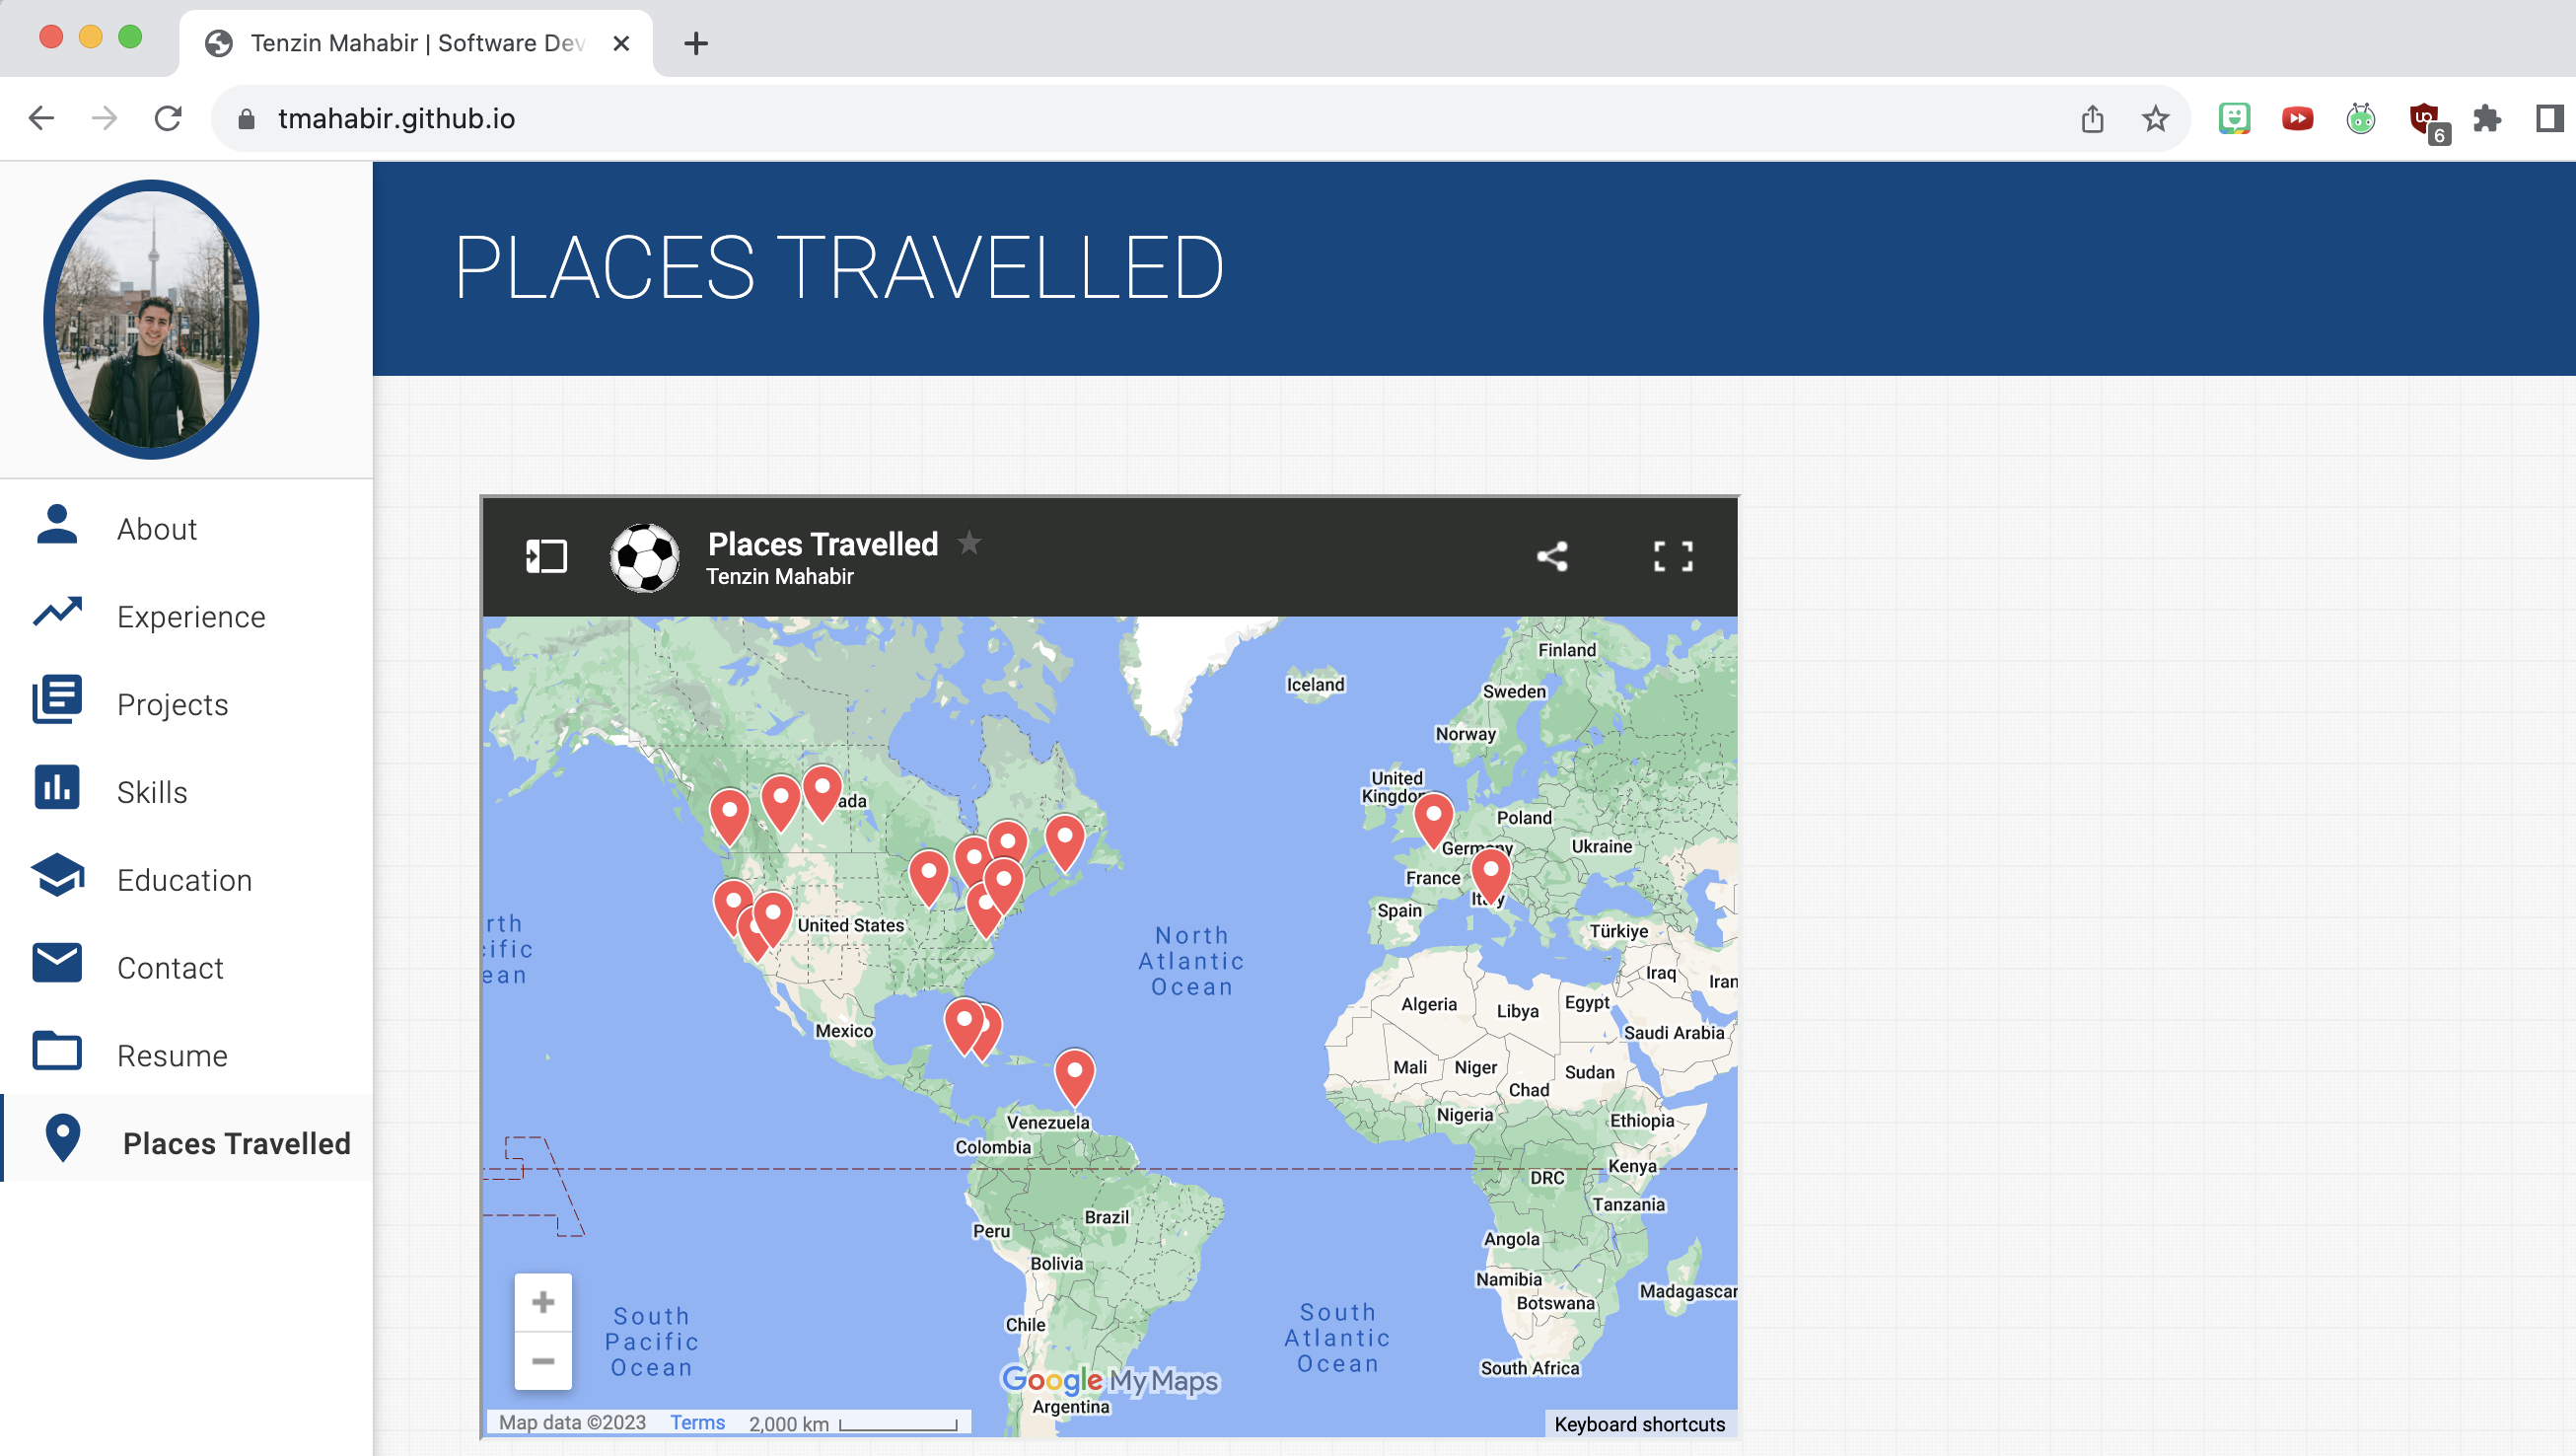 Tenzin Mahabir | Software Dev
tmahabir.github.io
6
PLACES TRAVELLED
About
Experience
Projects
Skills
Education
Contact
Resume
Places Travelled
Places Travelled
Tenzin Mahabir
Finland
Iceland
Sweden
Norway
United
Kingdor
ada
Poland
Germany
Ukraine
France
Italy
Spain
United States
Türkiye
rth
ific
ean
North
Atlantic
Ocean
Iraq
Iran
Algeria
Libya
Egypt
Saudi Arabia
Mexico
Mali
Niger
Sudan
Chad
Nigeria
Ethiopia
Venezuela
Colombia
Kenya
DRC
Tanzania
Brazil
Peru
Angola
Bolivia
Namibia
Botswana
Madagascar
South
Pacific
Ocean
Chile
South
Atlantic
Ocean
South Africa
Google My Maps
Argentina
Map data ©2023 Terms 2,000 km
Keyboard shortcuts